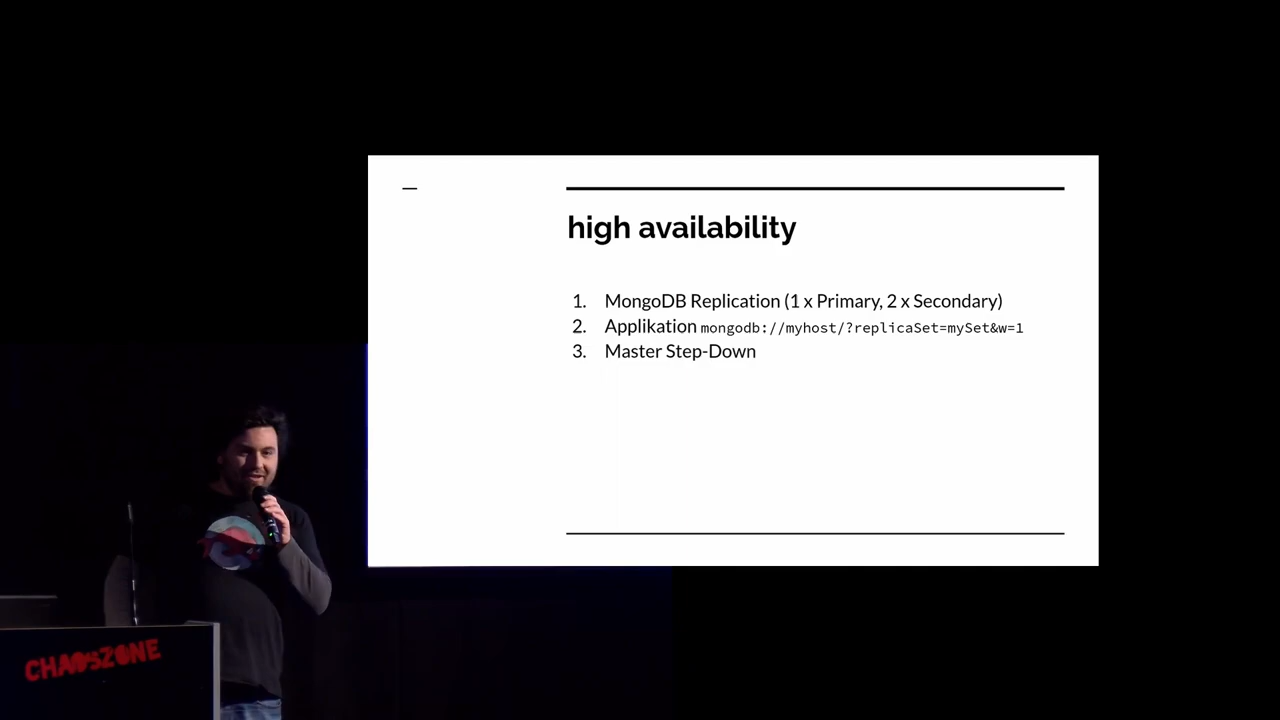 high availability
1. MongoDB Replication (1 x Primary, 2 x Secondary)
2. Applikation mongodb://myhost/?replicaSet=mySet&w=1
3. Master Step-Down
CHAOSZONE